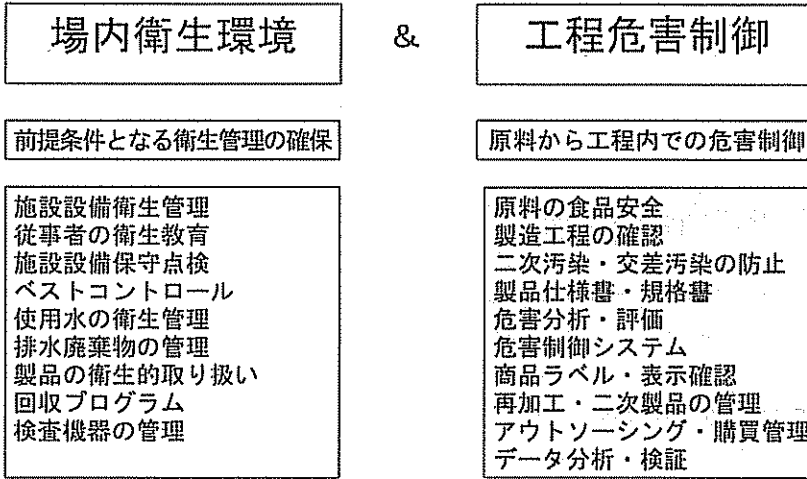 場内衛生環境
&
工程危害制御
前提条件となる衛生管理の確保
原料から工程内での危害制御
施設設備衛生管理
従事者の衛生教育
施設設備保守点検
ベストコントロール
使用水の衛生管理
排水廃棄物の管理
製品の衛生的取り扱い
回収プログラム
検査機器の管理
原料の食品安全
製造工程の確認
二次汚染・交差汚染の防止
製品仕様書・規格書
危害分析・評価
危害制御システム
商品ラベル・表示確認
再加工・二次製品の管理
アウトソーシング・購買管理
データ分析・検証